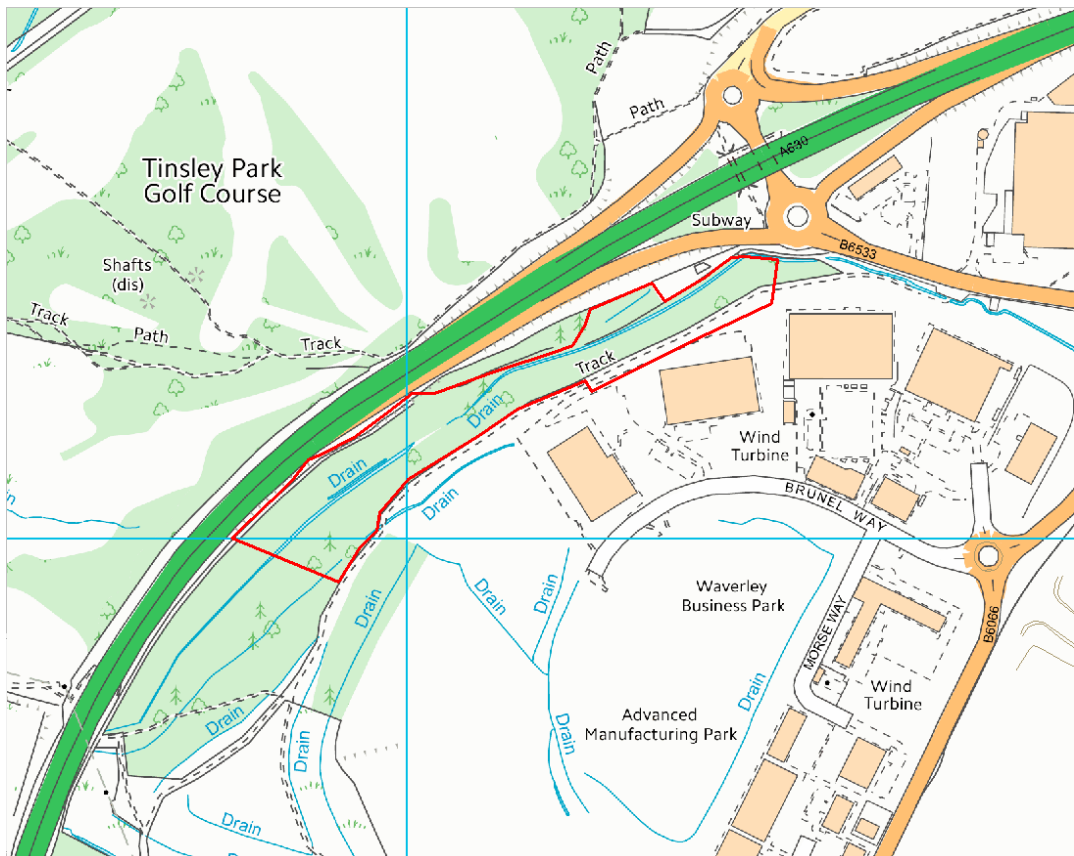 Path
Path
A630
Tinsley Park
Golf Course
Subway
B6533
Shafts
(dis)
Track
Path
Track
Track
Drain
Wind
Turbine
Drain
Drain
BRUNEL WAY
Drain
Drain
Drain
Waverley
Business Park
MORSE WAY
B6066
Drain
Wind
Turbine
Drain
Drain
Drain
Advanced
Manufacturing Park
Drain
Drain